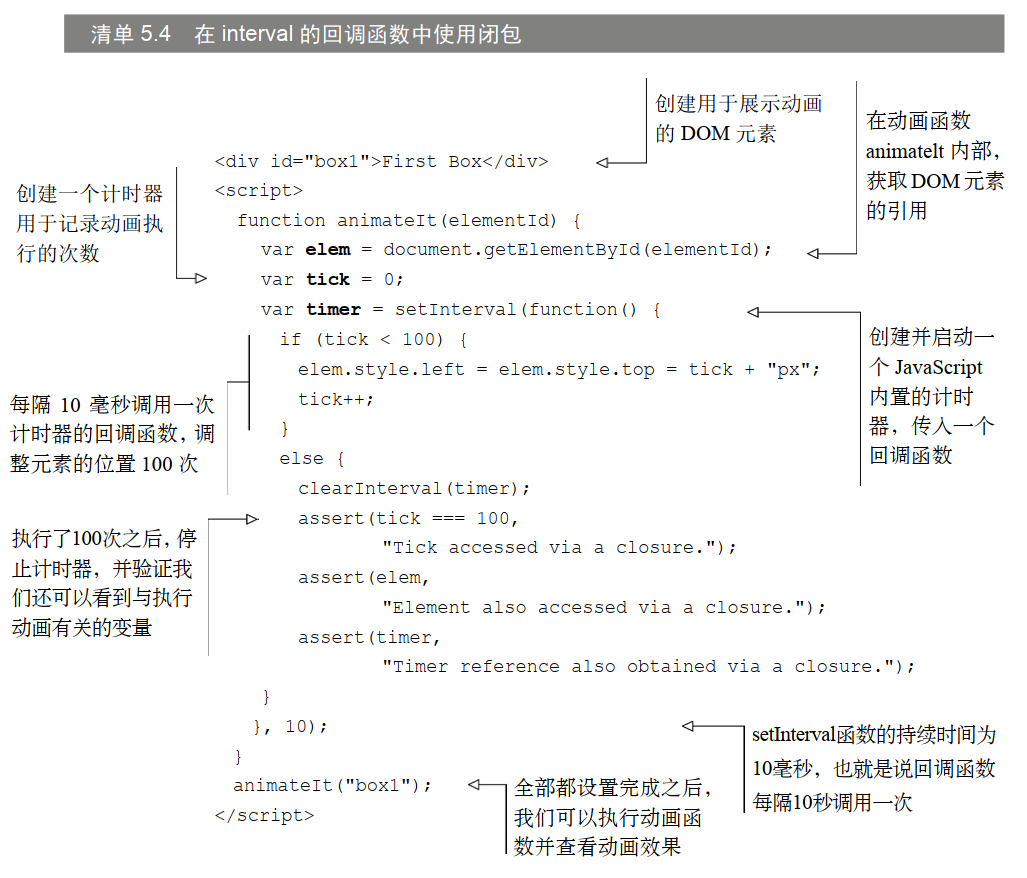 清单 5.4 在 interval 的回调函数中使用闭包
创建用于展示动画
的 DOM 元素
在动画函数
animatelt 内部，
获取 DOM 元素
的引用
创建一个计时器
用于记录动画执
行的次数
<div id="box1">First Box</div>
<script>
function animateIt(elementId) {
var elem = document.getElementById(elementId);
var tick = 0;
var timer = setInterval(function() {
if (tick < 100) {
elem.style.left = elem.style.top = tick + "px";
tick++;
}
else {
clearInterval(timer);
assert(tick === 100,
"Tick accessed via a closure.");
assert(elem,
"Element also accessed via a closure.");
assert(timer,
"Timer reference also obtained via a closure.");
}
}, 10);
}
animateIt("box1");
</script>
创建并启动一
个 JavaScript
内置的计时
器，传入一个
回调函数
每隔 10 毫秒调用一次
计时器的回调函数，调
整元素的位置 100 次
执行了100次之后，停
止计时器，并验证我
们还可以看到与执行
动画有关的变量
setInterval函数的持续时间为
10毫秒，也就是说回调函数
每隔10秒调用一次
全部都设置完成之后，
我们可以执行动画函
数并查看动画效果